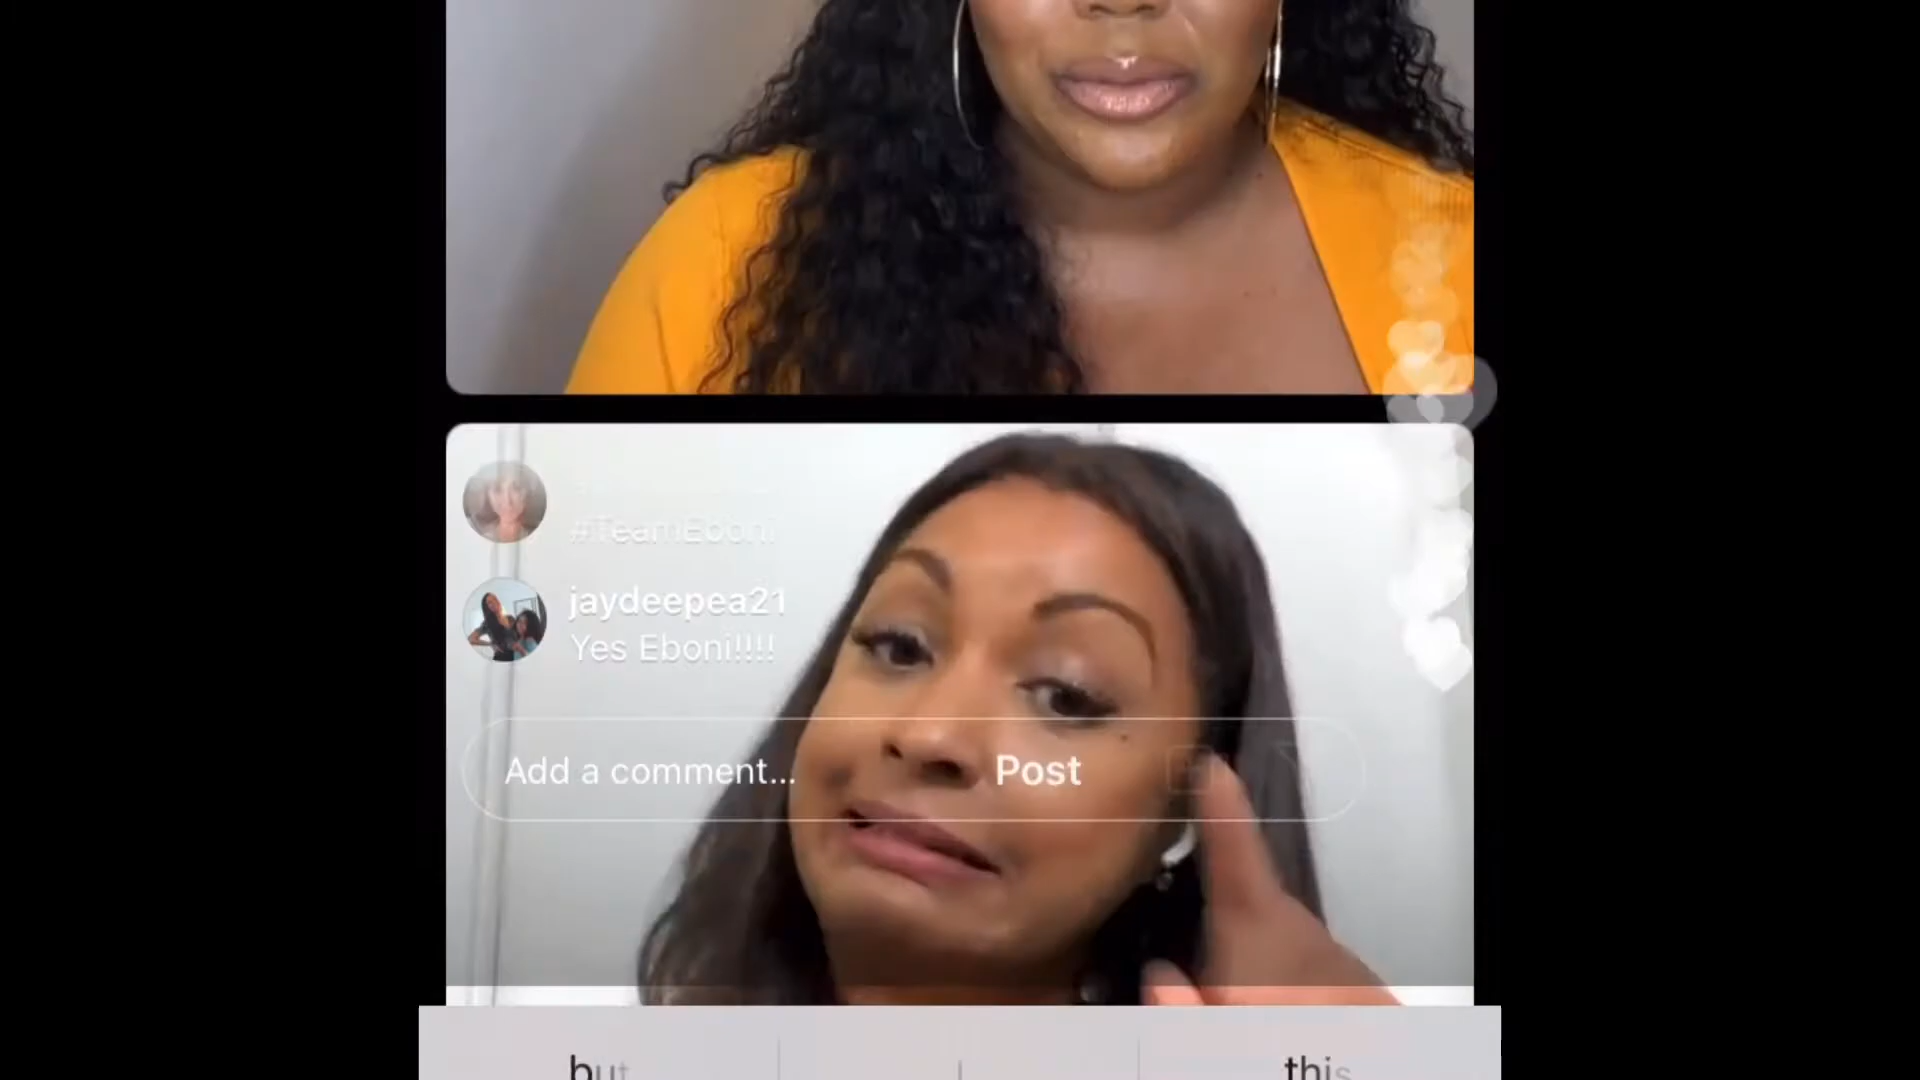 #TeamEboni
jaydeepea21
Yes Eboni!!!!
Add a comment...
Post
but
this